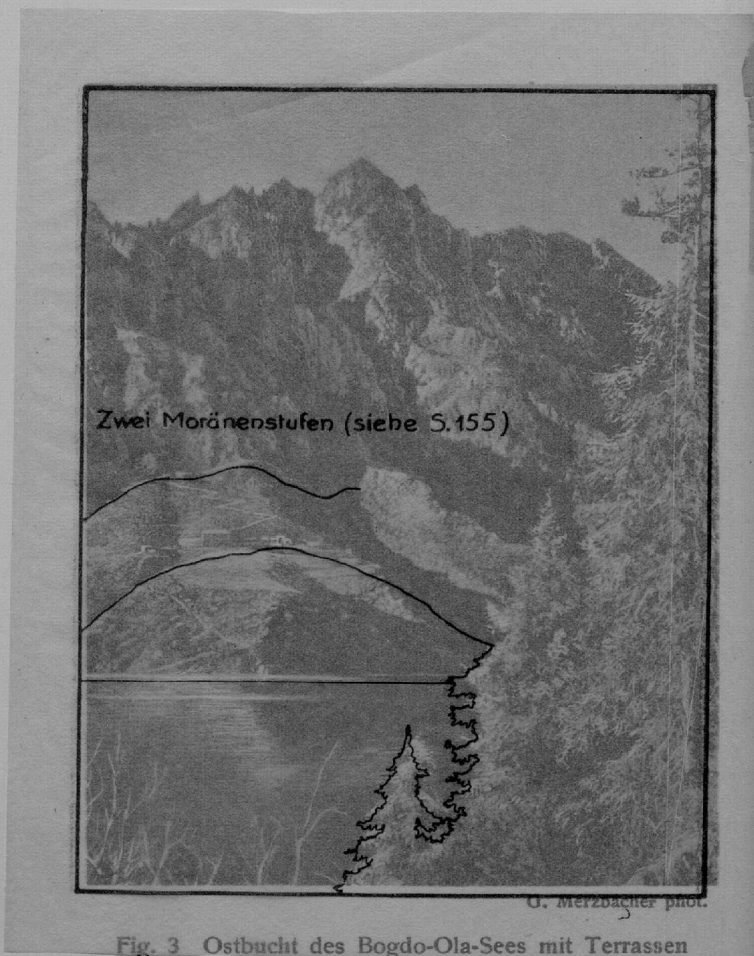 Zwei Moränenstufen (siehe S.155)
G. Merzbacher phot.
Fig. 3 Ostbucht des Bogdo-Ola-Sees mit Terrassen